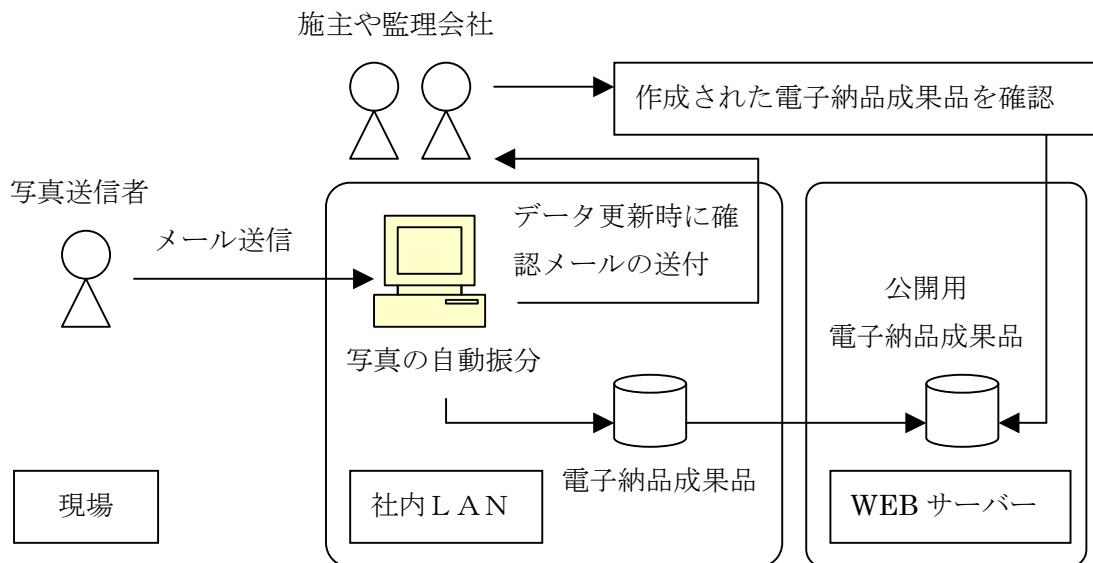 施主や監理会社
作成された電子納品成果品を確認
写真送信者
メール送信
データ更新時に確
認メールの送付
公開用
電子納品成果品
写真の自動振分
電子納品成果品
現場
社内ＬＡＮ
WEB サーバー